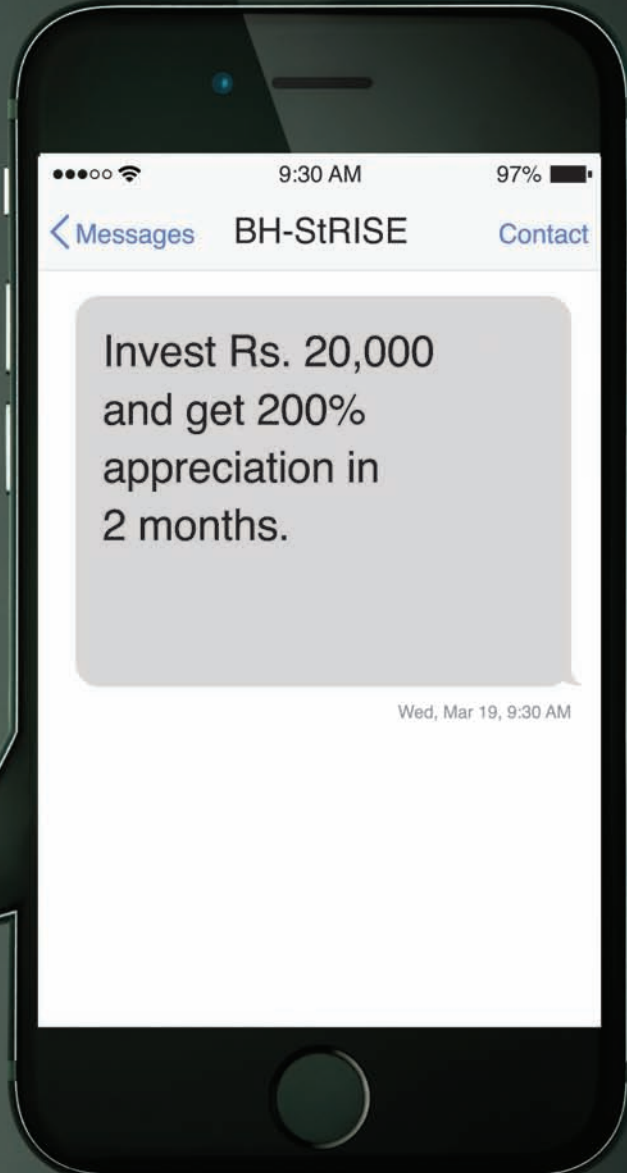 9:30 AM 97%
Messages BH-StRISE Contact
Invest Rs. 20,000
and get 200%
appreciation in
2 months.
Wed, Mar 19, 9:30 AM